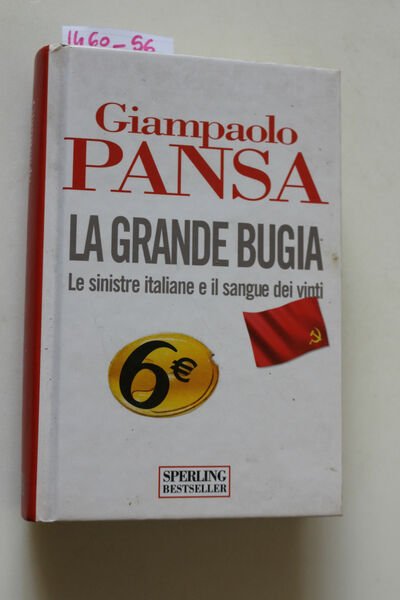 1460-56
Giampaolo
PANSA
LA GRANDE BUGIA
Le sinistre italiane e il sangue dei vinti
6€
SPERLING
BESTSELLER